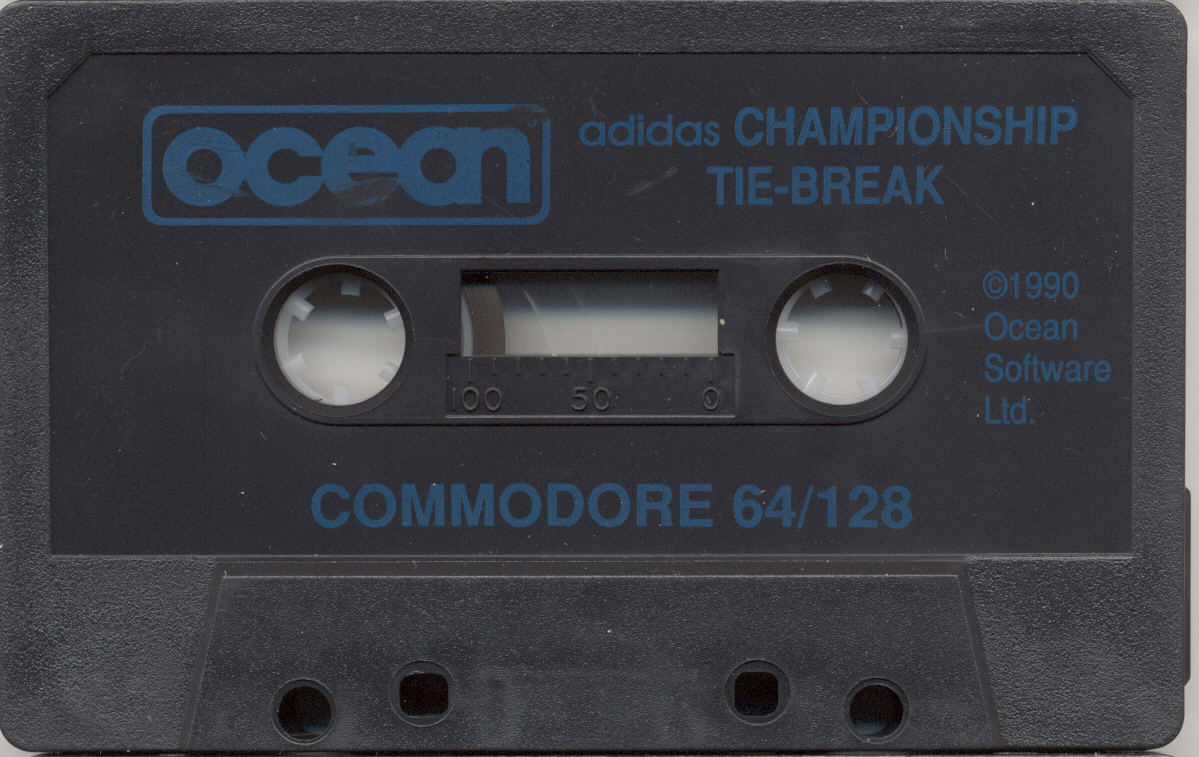 ocean
adidas CHAMPIONSHIP
TIE-BREAK
©1990
Ocean
Software
Ltd.
100 50 0
COMMODORE 64/128